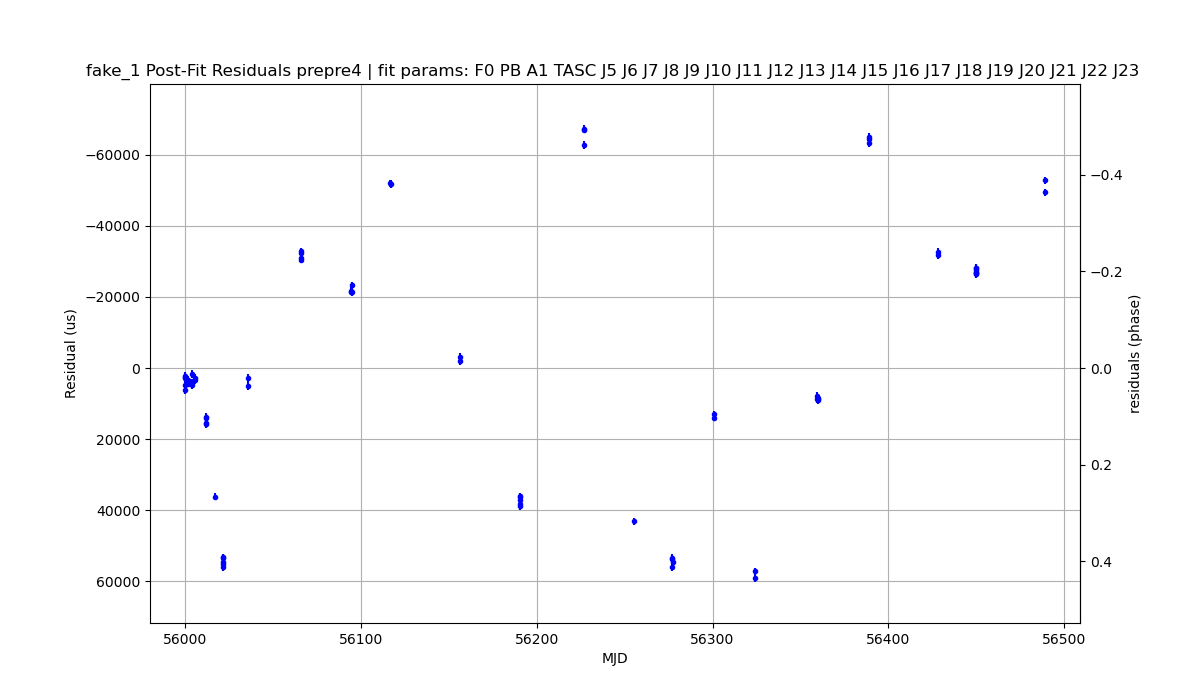 fake_1 Post-Fit Residuals prepre4 | fit params: F0 PB A1 TASC J5 J6 J7 J8 J9 J10 J11 J12 J13 J14 J15 J16 J17 J18 J19 J20 J21 J22 J23
−60000
−40000
−20000
0
20000
40000
60000
Residual (us)
−0.4
−0.2
0.0
0.2
0.4
residuals (phase)
56000 56100 56200 56300 56400 56500
MJD